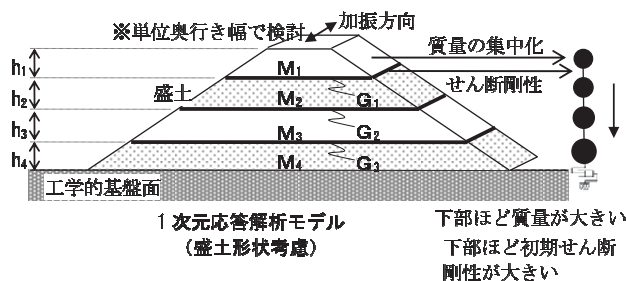 ※単位奥行き幅で検討
加振方向
質量の集中化
せん断剛性
盛土
h₁
h₂
h₃
h₄
M₁
M₂
M₃
M₄
G₁
G₂
G₃
工学的基盤面
1次元応答解析モデル
(盛土形状考慮)
下部ほど質量が大きい
下部ほど初期せん断
剛性が大きい